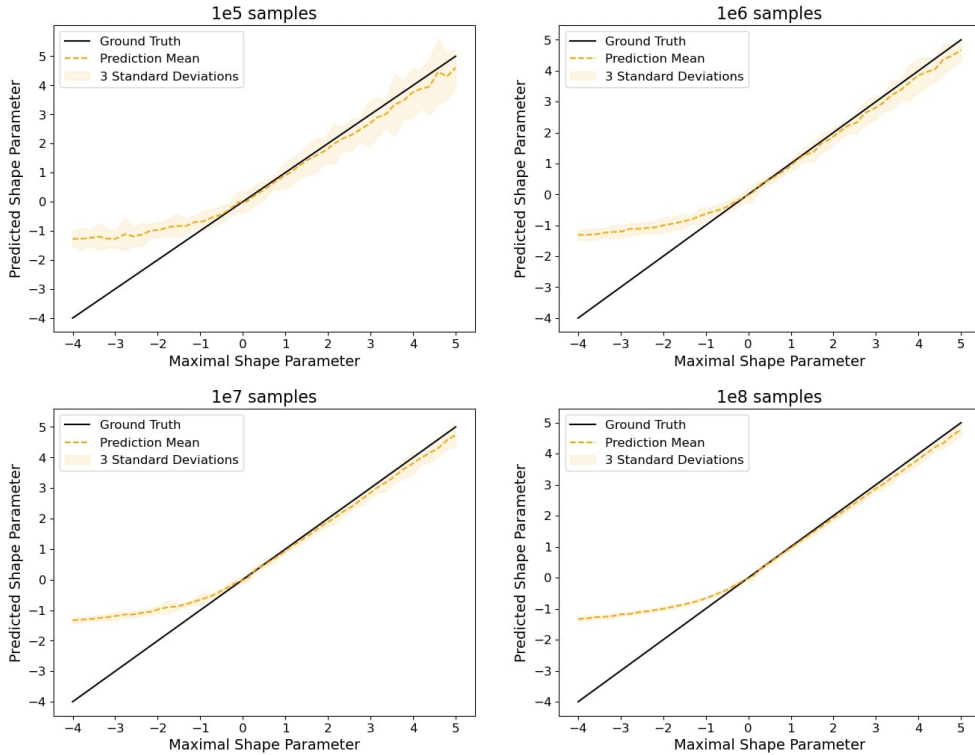 1e5 samples
Ground Truth
Prediction Mean
3 Standard Deviations
5
4
3
2
1
0
−1
−2
−3
−4
Predicted Shape Parameter
−4 −3 −2 −1 0 1 2 3 4 5
Maximal Shape Parameter
1e6 samples
Ground Truth
Prediction Mean
3 Standard Deviations
5
4
3
2
1
0
−1
−2
−3
−4
Predicted Shape Parameter
−4 −3 −2 −1 0 1 2 3 4 5
Maximal Shape Parameter
1e7 samples
Ground Truth
Prediction Mean
3 Standard Deviations
5
4
3
2
1
0
−1
−2
−3
−4
Predicted Shape Parameter
−4 −3 −2 −1 0 1 2 3 4 5
Maximal Shape Parameter
1e8 samples
Ground Truth
Prediction Mean
3 Standard Deviations
5
4
3
2
1
0
−1
−2
−3
−4
Predicted Shape Parameter
−4 −3 −2 −1 0 1 2 3 4 5
Maximal Shape Parameter